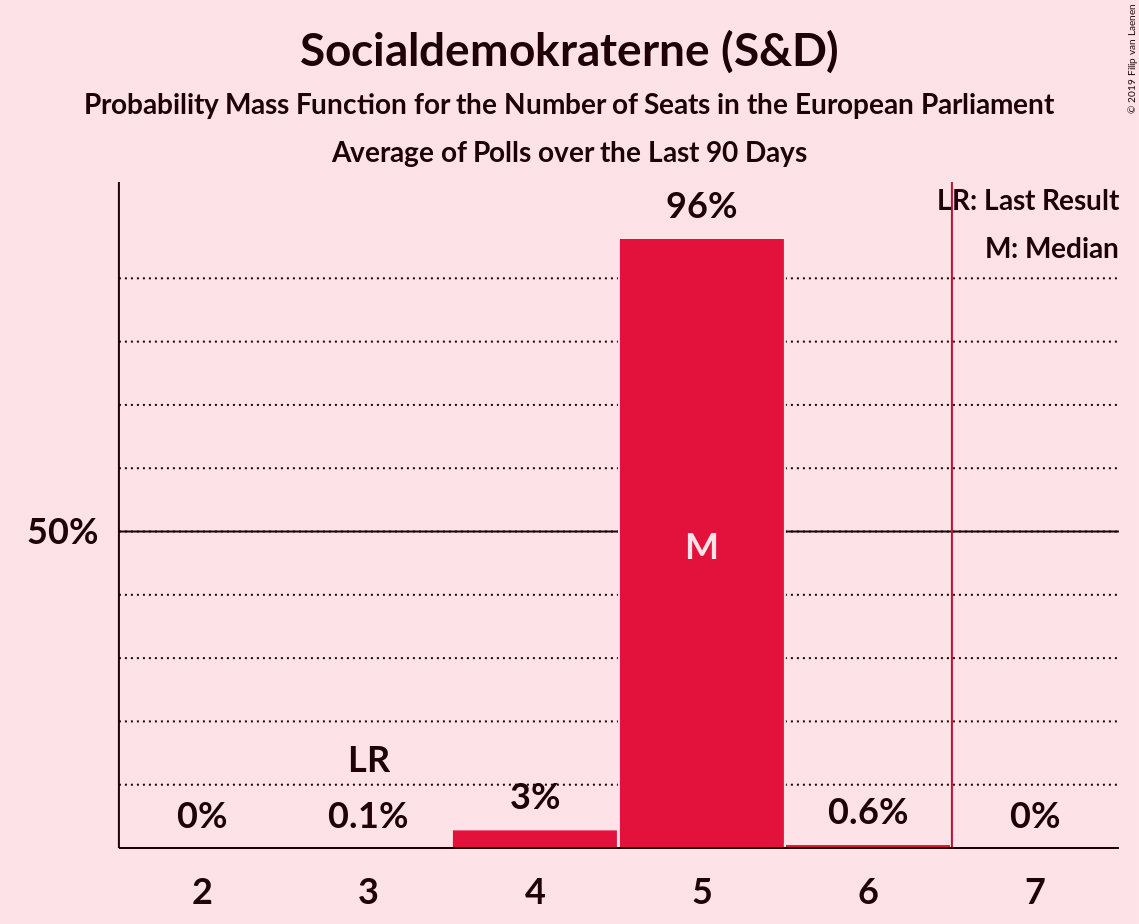 Socialdemokraterne (S&D)
Probability Mass Function for the Number of Seats in the European Parliament
Average of Polls over the Last 90 Days
© 2019 Filip van Laenen
LR: Last Result
M: Median
96%
50%
M
LR
0%
0.1%
3%
0.6%
0%
2 3 4 5 6 7